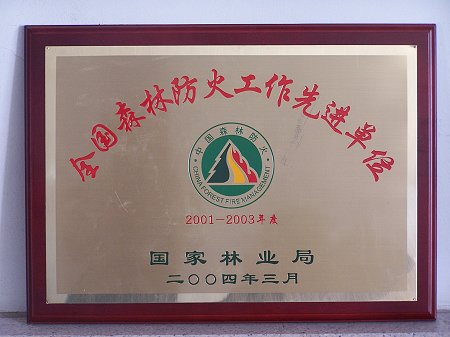 全国森林防火工作先进单位
中国森林防火
CHINA FOREST FIRE MANAGEMENT
2001-2003年度
国家林业局
二〇〇四年三月